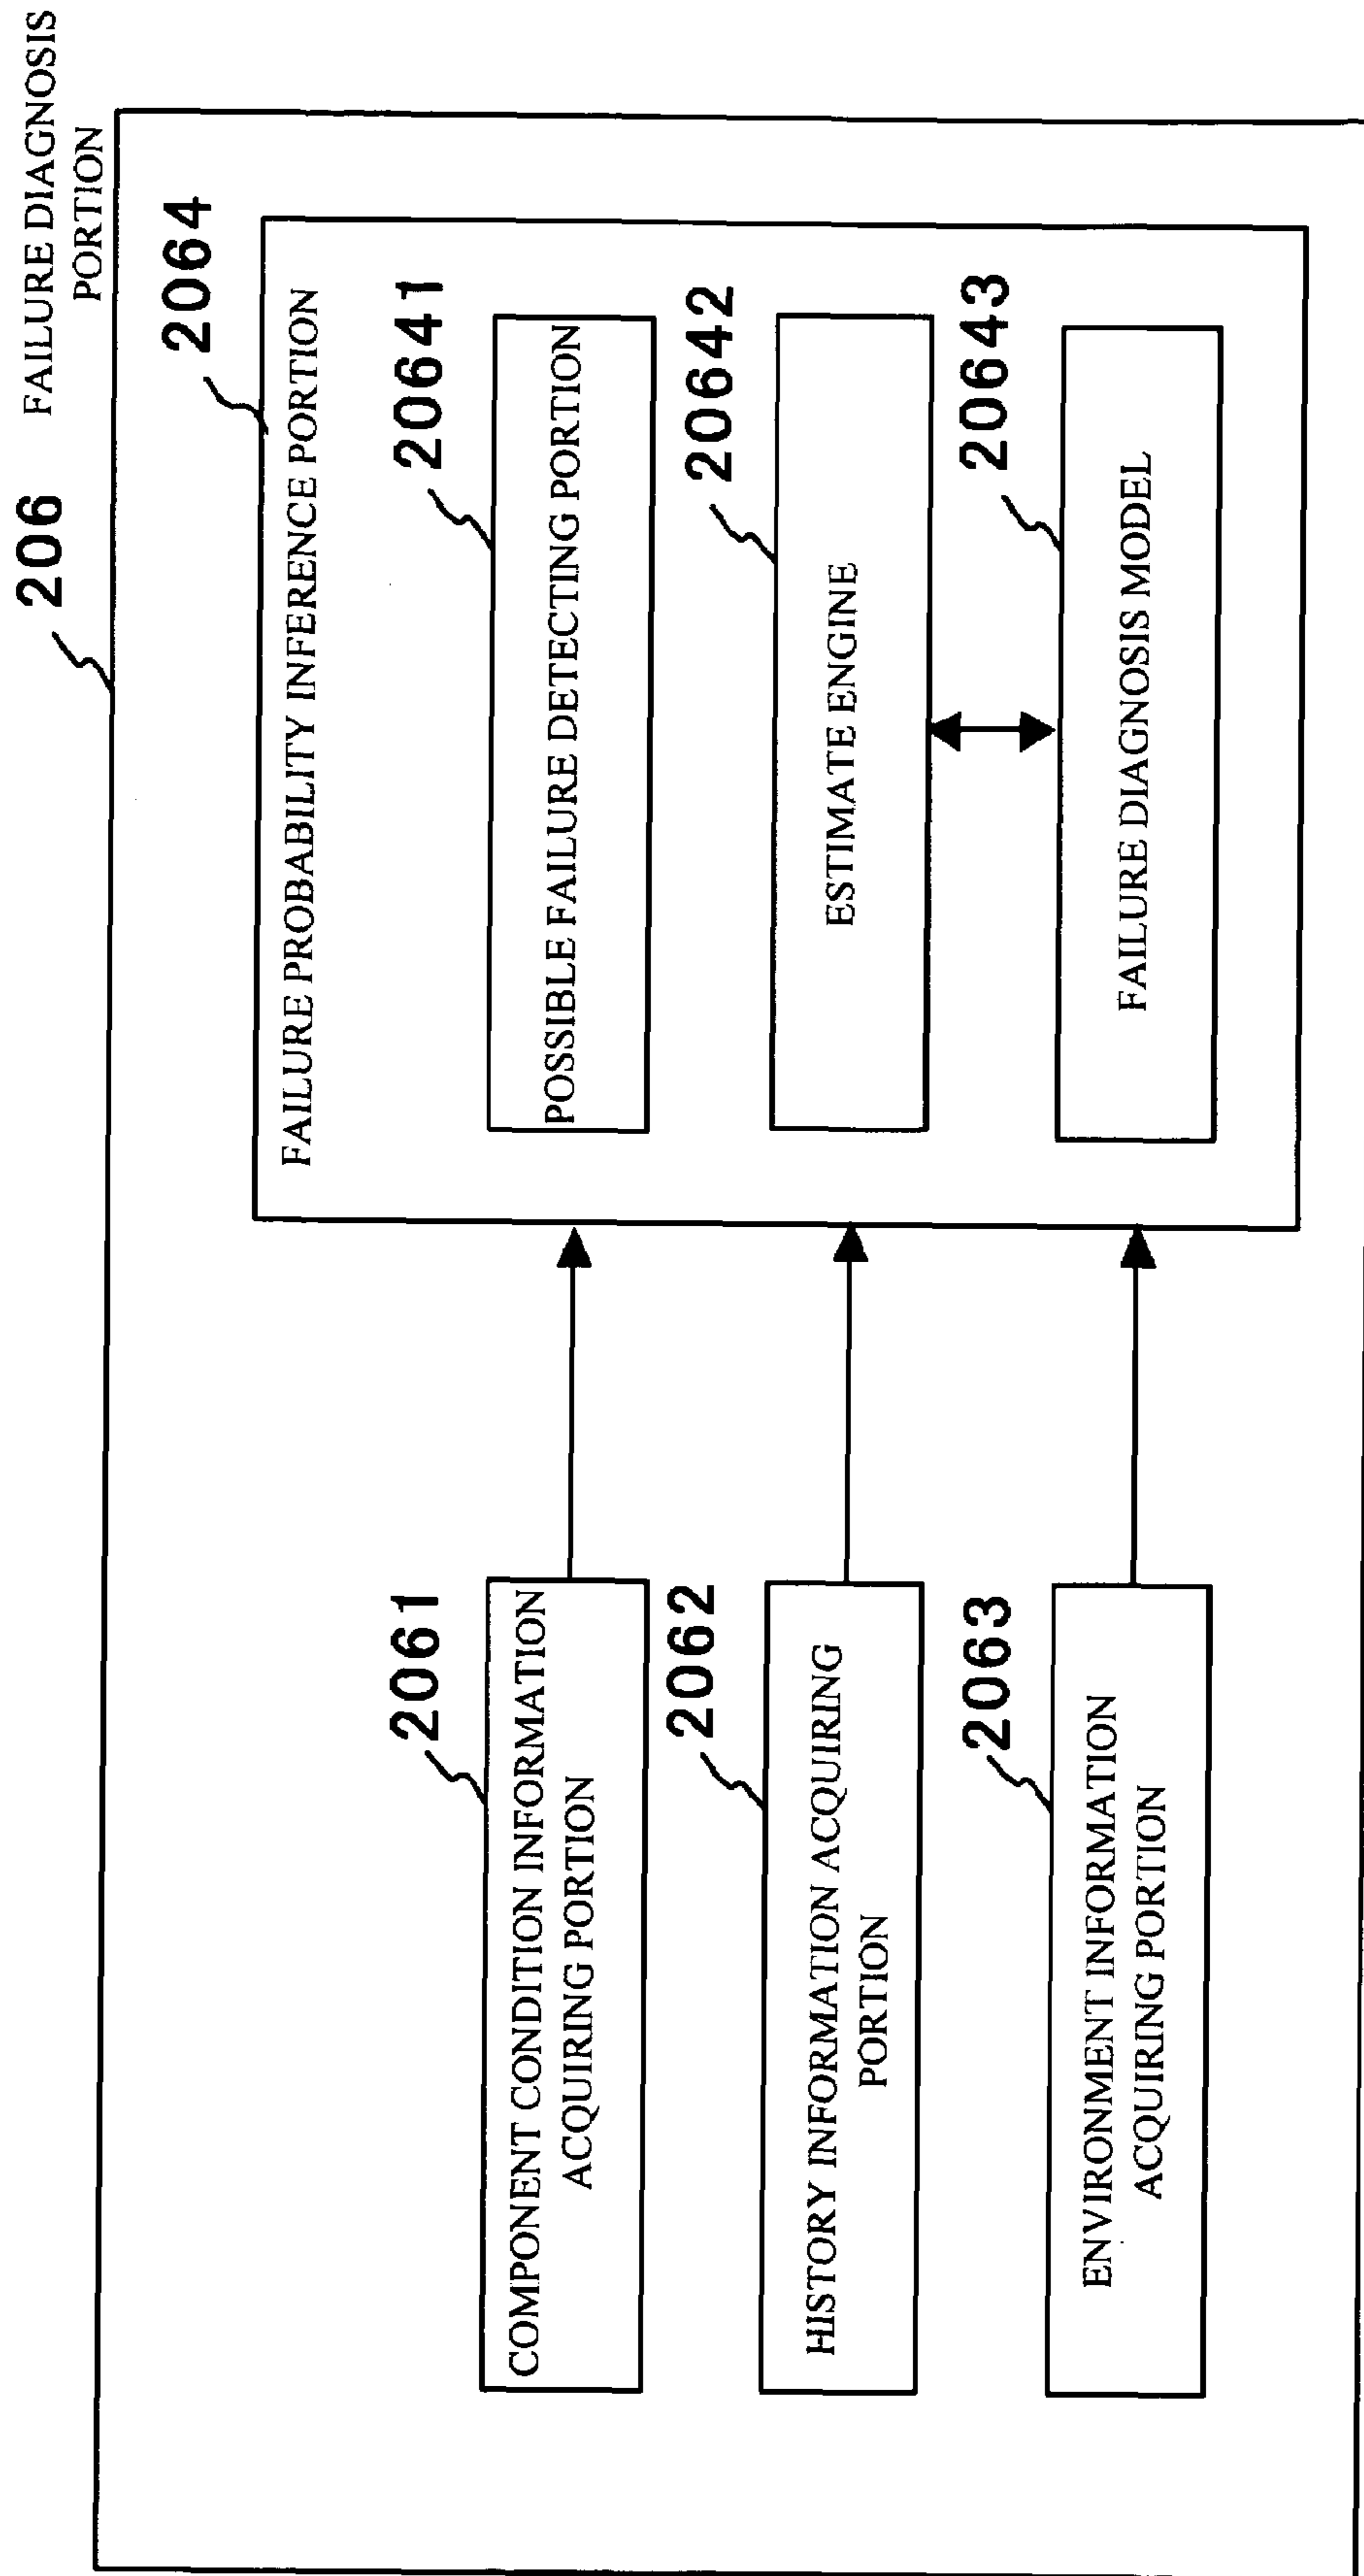 206
FAILURE DIAGNOSIS
PORTION
2064
FAILURE PROBABILITY INFERENCE PORTION
2061
COMPONENT CONDITION INFORMATION
ACQUIRING PORTION
20641
POSSIBLE FAILURE DETECTING PORTION
2062
HISTORY INFORMATION ACQUIRING
PORTION
20642
ESTIMATE ENGINE
2063
ENVIRONMENT INFORMATION
ACQUIRING PORTION
20643
FAILURE DIAGNOSIS MODEL